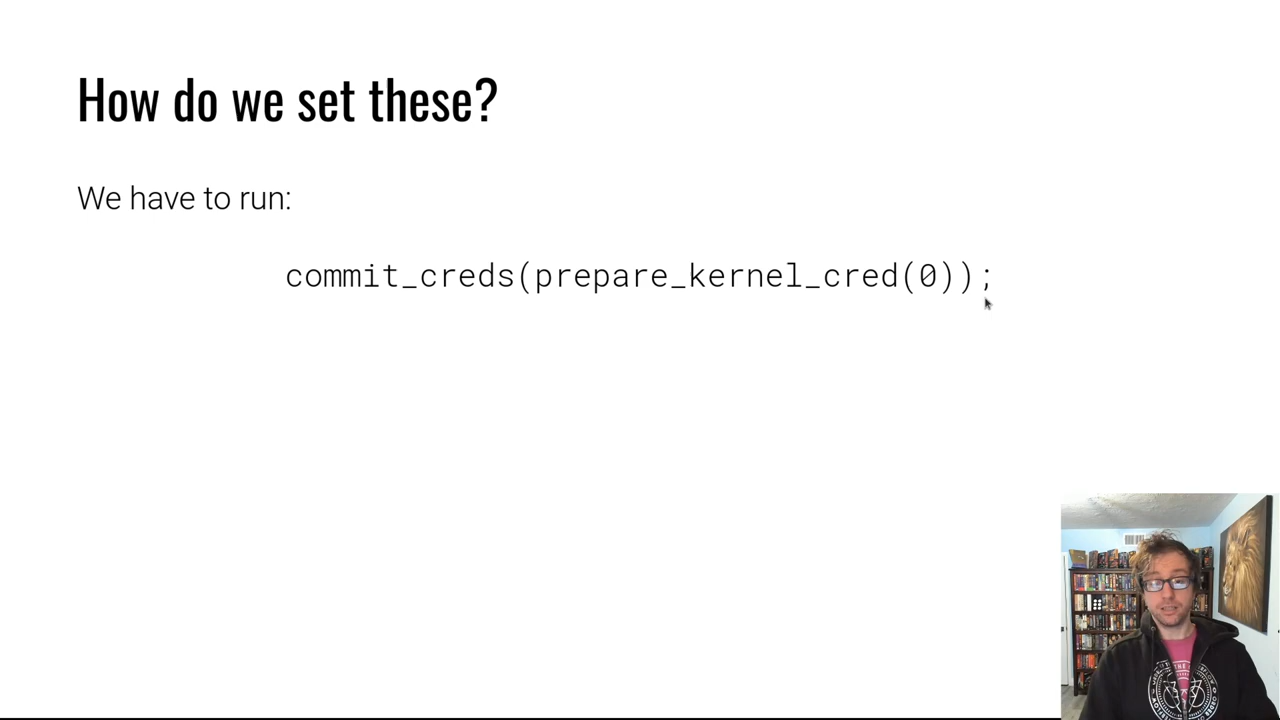 How do we set these?
We have to run:
commit_creds(prepare_kernel_cred(0));